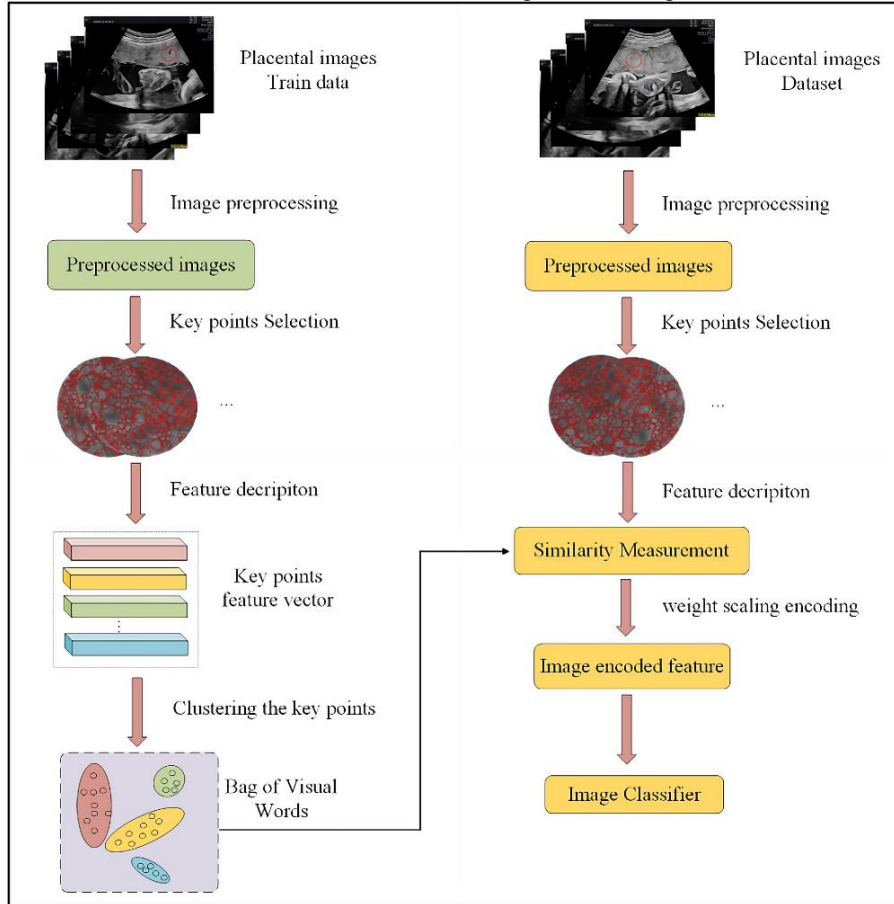 Placental images
Train data
Image preprocessing
Preprocessed images
Key points Selection
...
Feature decripiton
Key points
feature vector
Clustering the key points
Bag of Visual
Words
Placental images
Dataset
Image preprocessing
Preprocessed images
Key points Selection
...
Feature decripiton
Similarity Measurement
weight scaling encoding
Image encoded feature
Image Classifier